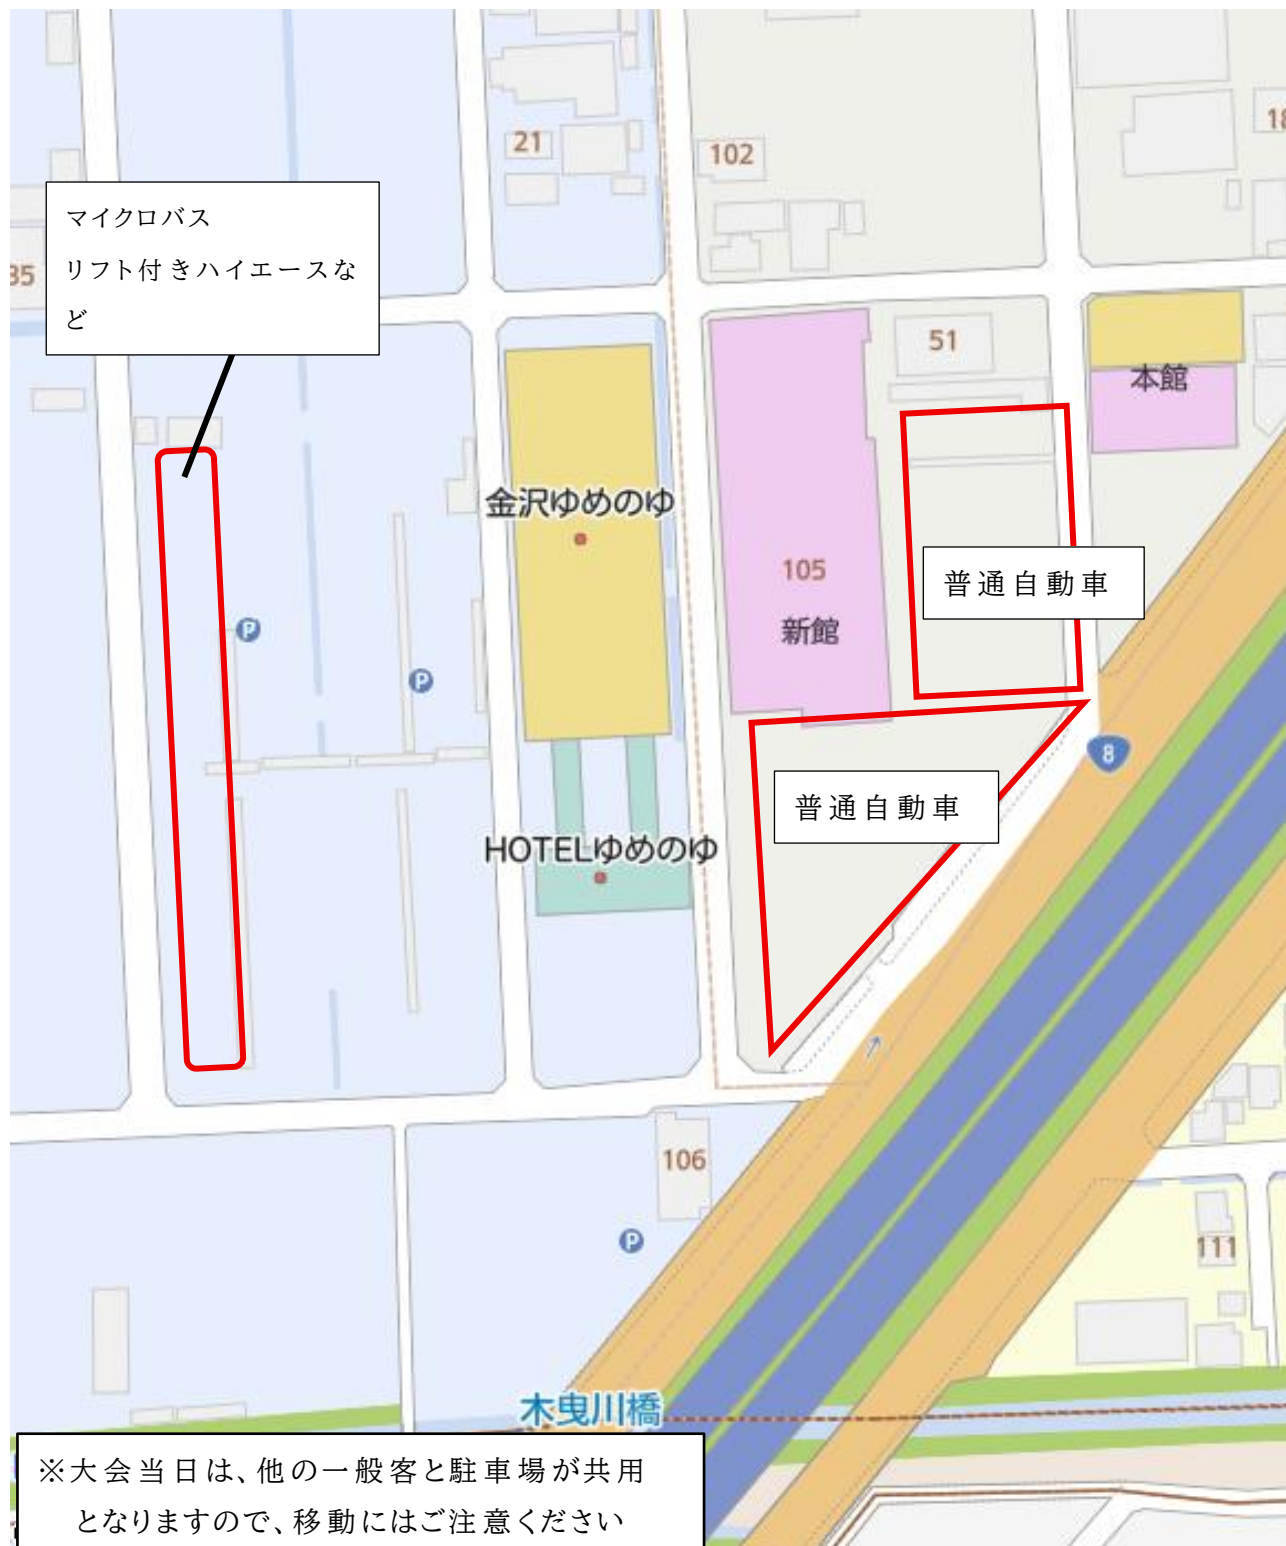 21
102
マイクロバス
リフト付きハイエースな
ど
51
本館
金沢ゆめのゆ
105
新館
普通自動車
P
P
8
普通自動車
HOTELゆめのゆ
106
P
111
木曳川橋
※大会当日は、他の一般客と駐車場が共用
となりますので、移動にはご注意ください